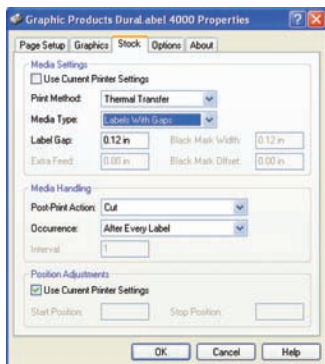 Graphic Products DuraLabel 4000 Properties
Page Setup Graphics Stock Options About
Media Settings
Use Current Printer Settings
Print Method: Thermal Transfer
Media Type: Labels With Gaps
Label Gap: 0.12 in Black Mark Width: 0.12 in
Extra Feed: 0.00 in Black Mark Offset: 0.00 in
Media Handling
Post-Print Action: Cut
Occurrence: After Every Label
Interval: 1
Position Adjustments
Use Current Printer Settings
Start Position: Stop Position:
OK Cancel Help